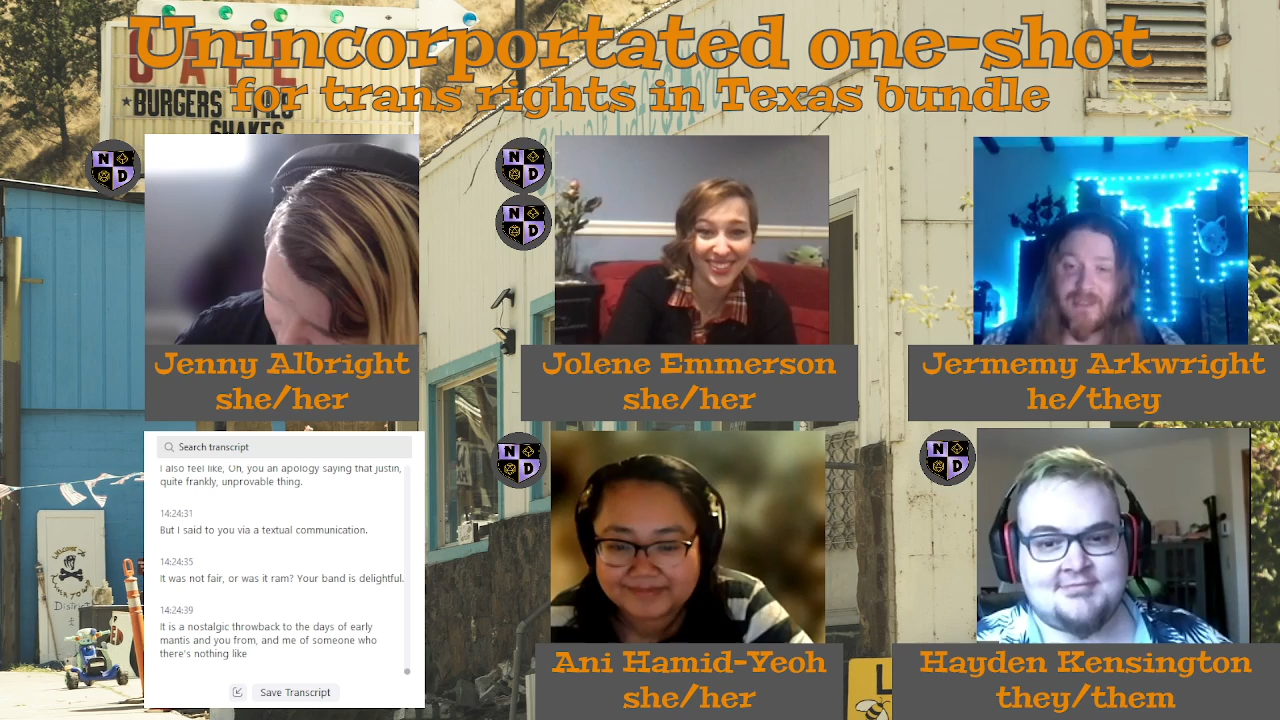 Unincorportated one-shot
for trans rights in Texas bundle
CAFE
★BURGERS PIES
SHAKES
N D
N D
N D
Jenny Albright
she/her
Jolene Emmerson
she/her
Jermemy Arkwright
he/they
Search transcript
I also feel like, Oh, you an apology saying that Justin,
quite frankly, unprovable thing.
14:24:31
But I said to you via a textual communication.
14:24:35
It was not fair, or was it ram? Your band is delightful.
14:24:39
It is a nostalgic throwback to the days of early
mantis and you from, and me of someone who
there's nothing like
Save Transcript
N D
N D
Ani Hamid-Yeoh
she/her
Hayden Kensington
they/them
WELCOME To
District
L